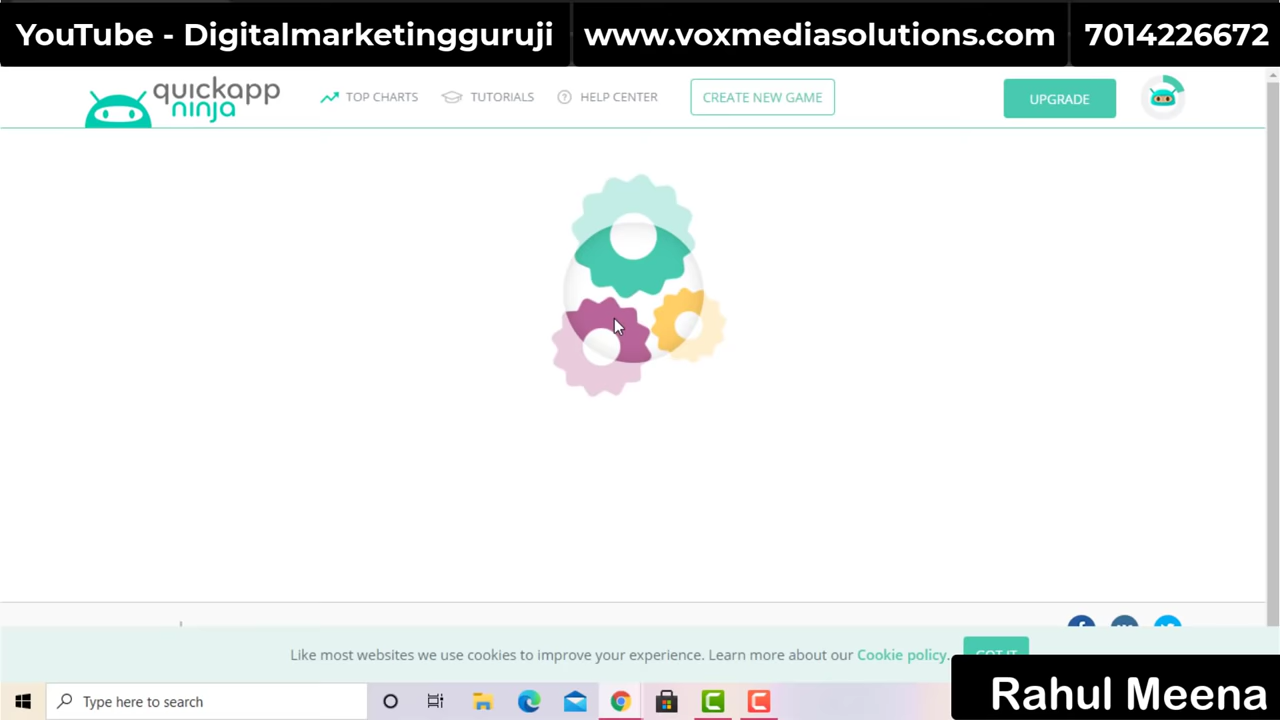 YouTube - Digitalmarketingguruji www.voxmediasolutions.com 7014226672
quickapp ninja TOP CHARTS TUTORIALS HELP CENTER CREATE NEW GAME UPGRADE
Like most websites we use cookies to improve your experience. Learn more about our Cookie policy. GOT IT
Rahul Meena
Type here to search